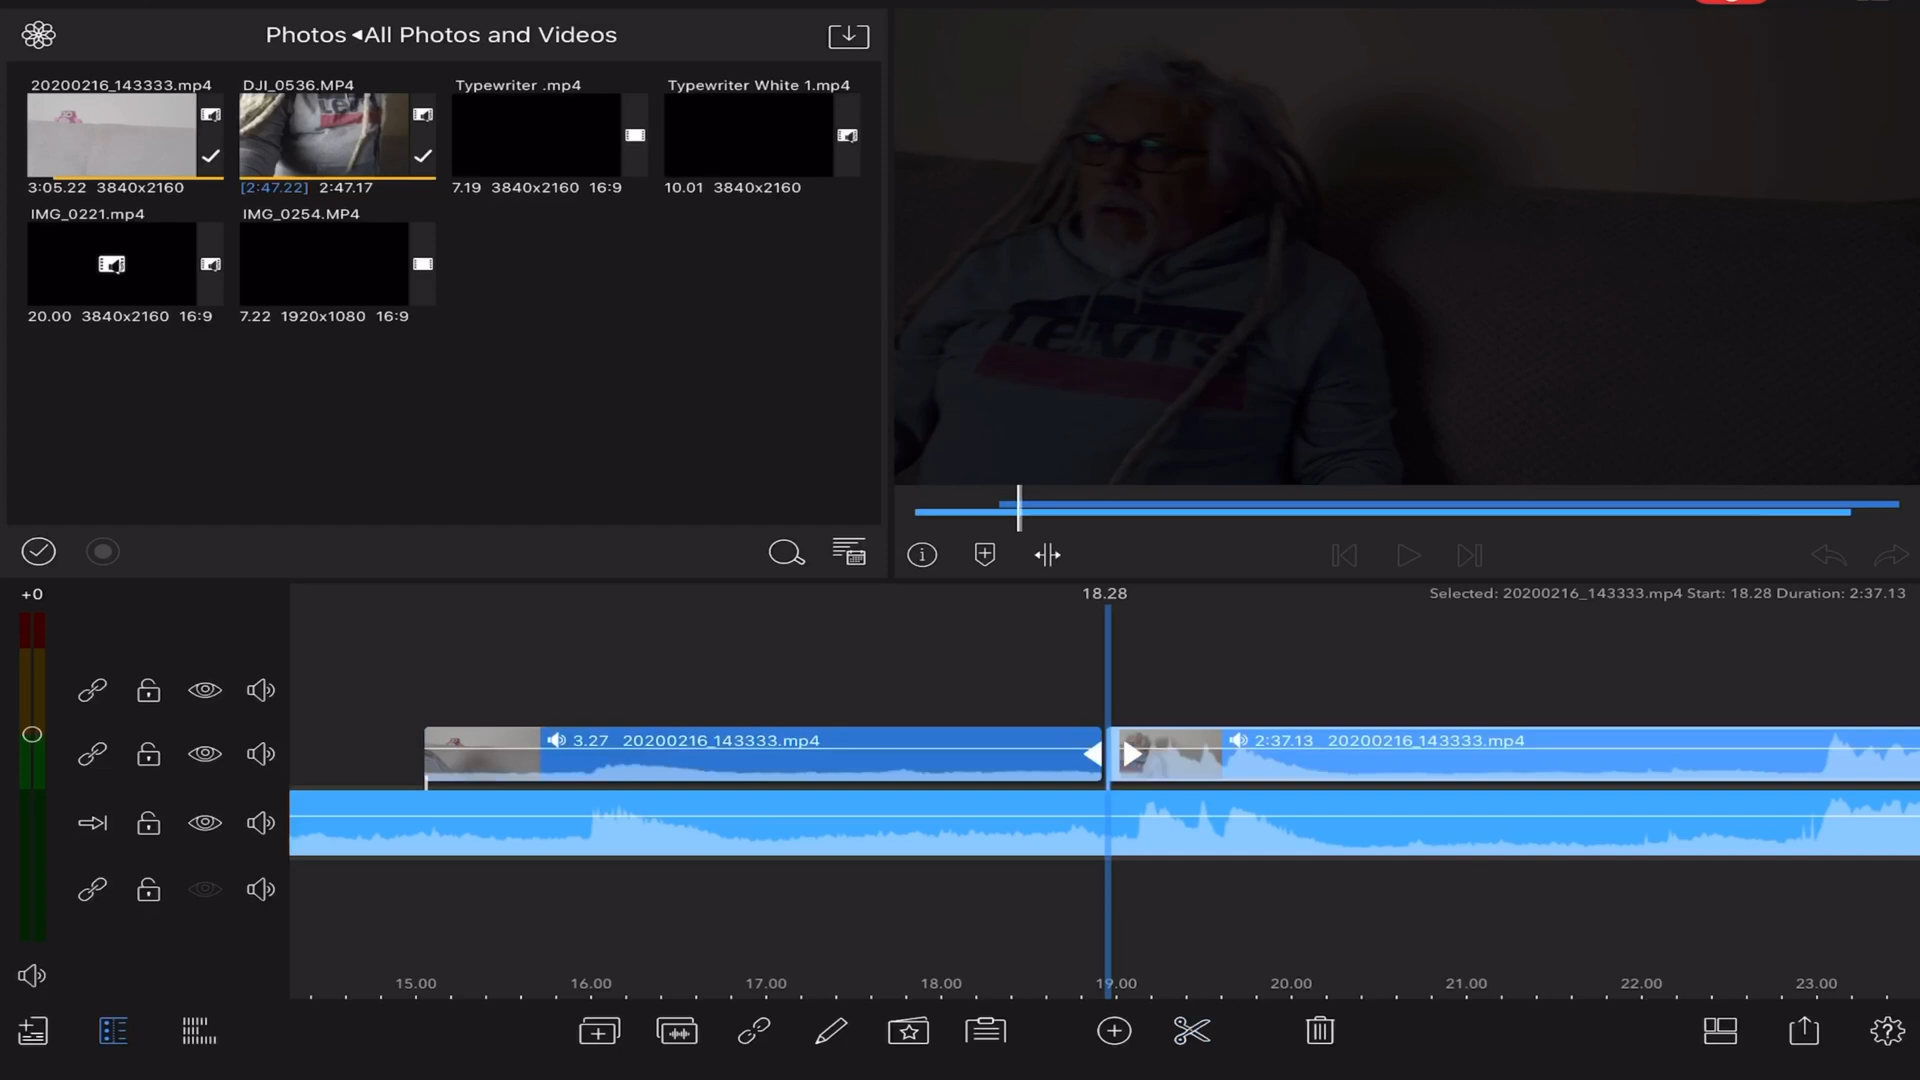 Photos ◂All Photos and Videos
20200216_143333.mp4
DJI_0536.MP4
Typewriter .mp4
Typewriter White 1.mp4
3:05.22 3840x2160
[2:47.22] 2:47.17
7.19 3840x2160 16:9
10.01 3840x2160
IMG_0221.mp4
IMG_0254.MP4
20.00 3840x2160 16:9
7.22 1920x1080 16:9
LEVI'S
+0
18.28
Selected: 20200216_143333.mp4 Start: 18.28 Duration: 2:37.13
3.27 20200216_143333.mp4
2:37.13 20200216_143333.mp4
15.00 16.00 17.00 18.00 19.00 20.00 21.00 22.00 23.00